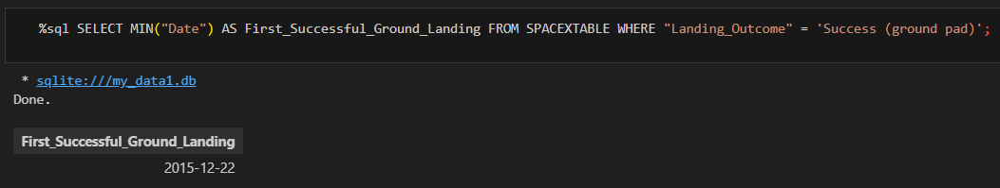 %sql SELECT MIN("Date") AS First_Successful_Ground_Landing FROM SPACEXTABLE WHERE "Landing_Outcome" = 'Success (ground pad)';
* sqlite:///my_data1.db
Done.
First_Successful_Ground_Landing
2015-12-22